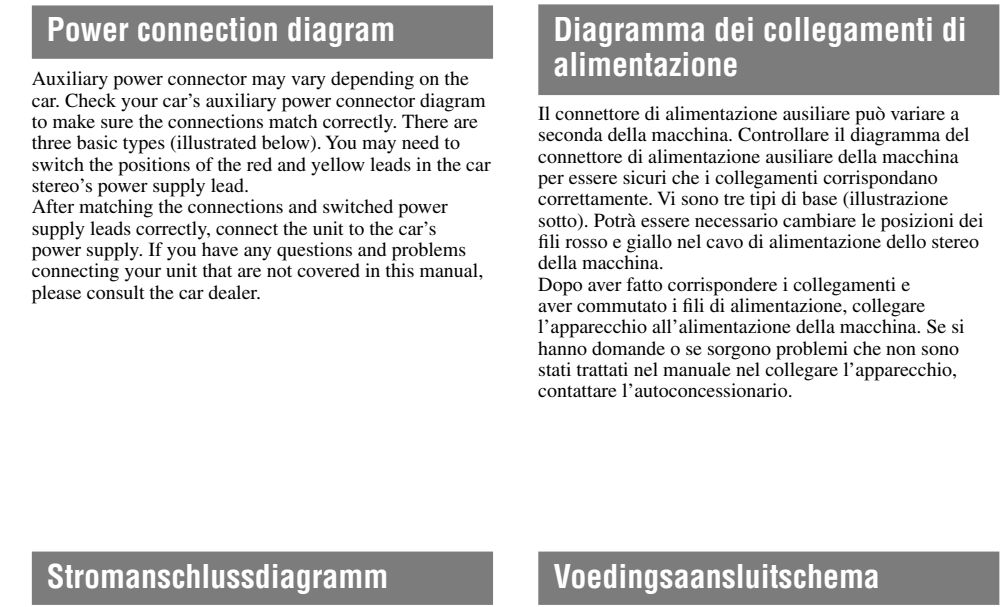 Power connection diagram
Auxiliary power connector may vary depending on the
car. Check your car’s auxiliary power connector diagram
to make sure the connections match correctly. There are
three basic types (illustrated below). You may need to
switch the positions of the red and yellow leads in the car
stereo’s power supply lead.
After matching the connections and switched power
supply leads correctly, connect the unit to the car’s
power supply. If you have any questions and problems
connecting your unit that are not covered in this manual,
please consult the car dealer.
Diagramma dei collegamenti di
alimentazione
Il connettore di alimentazione ausiliare può variare a
seconda della macchina. Controllare il diagramma del
connettore di alimentazione ausiliare della macchina
per essere sicuri che i collegamenti corrispondano
correttamente. Vi sono tre tipi di base (illustrazione
sotto). Potrà essere necessario cambiare le posizioni dei
fili rosso e giallo nel cavo di alimentazione dello stereo
della macchina.
Dopo aver fatto corrispondere i collegamenti e
aver commutato i fili di alimentazione, collegare
l’apparecchio all’alimentazione della macchina. Se si
hanno domande o se sorgono problemi che non sono
stati trattati nel manuale nel collegare l’apparecchio,
contattare l’autoconcessionario.
Stromanschlussdiagramm
Voedingsaansluitschema